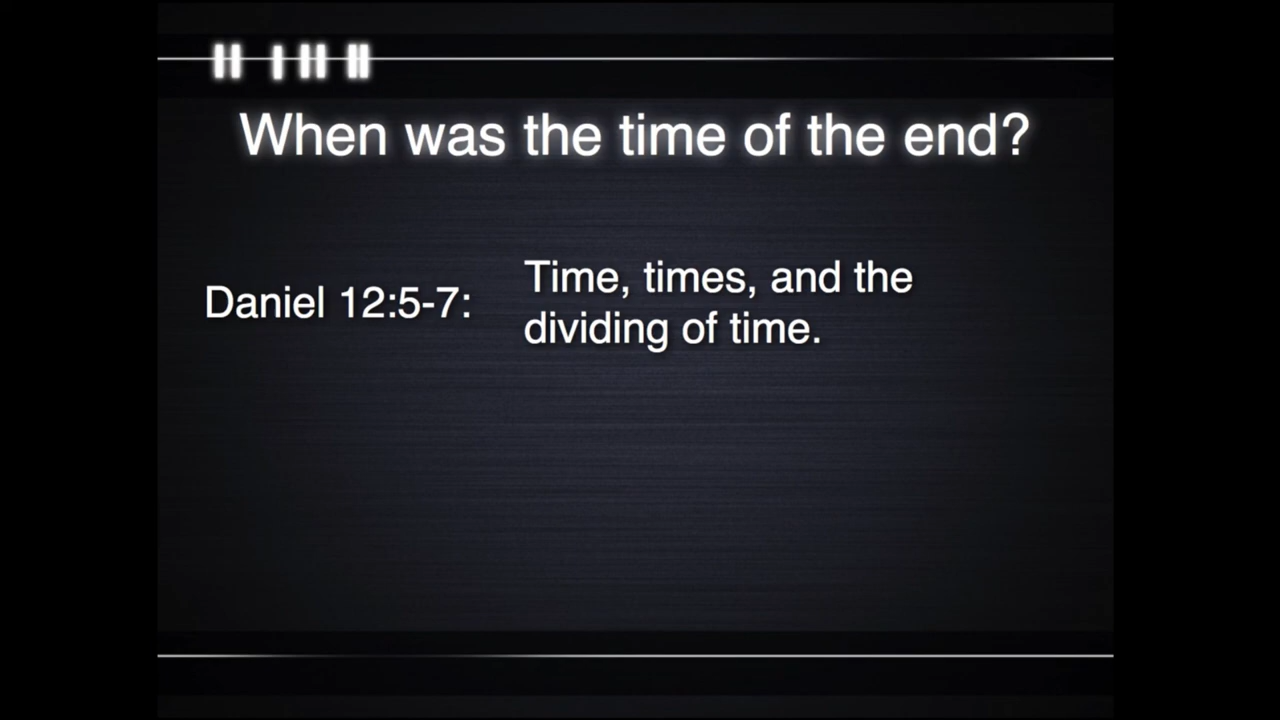 When was the time of the end?
Daniel 12:5-7:
Time, times, and the
dividing of time.